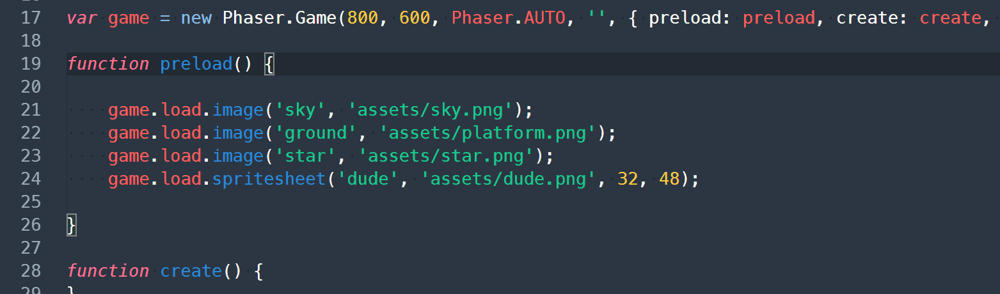 17 var game = new Phaser.Game(800, 600, Phaser.AUTO, '', { preload: preload, create: create,
18
19 function preload() {
20
21     game.load.image('sky', 'assets/sky.png');
22     game.load.image('ground', 'assets/platform.png');
23     game.load.image('star', 'assets/star.png');
24     game.load.spritesheet('dude', 'assets/dude.png', 32, 48);
25
26 }
27
28 function create() {
29 }